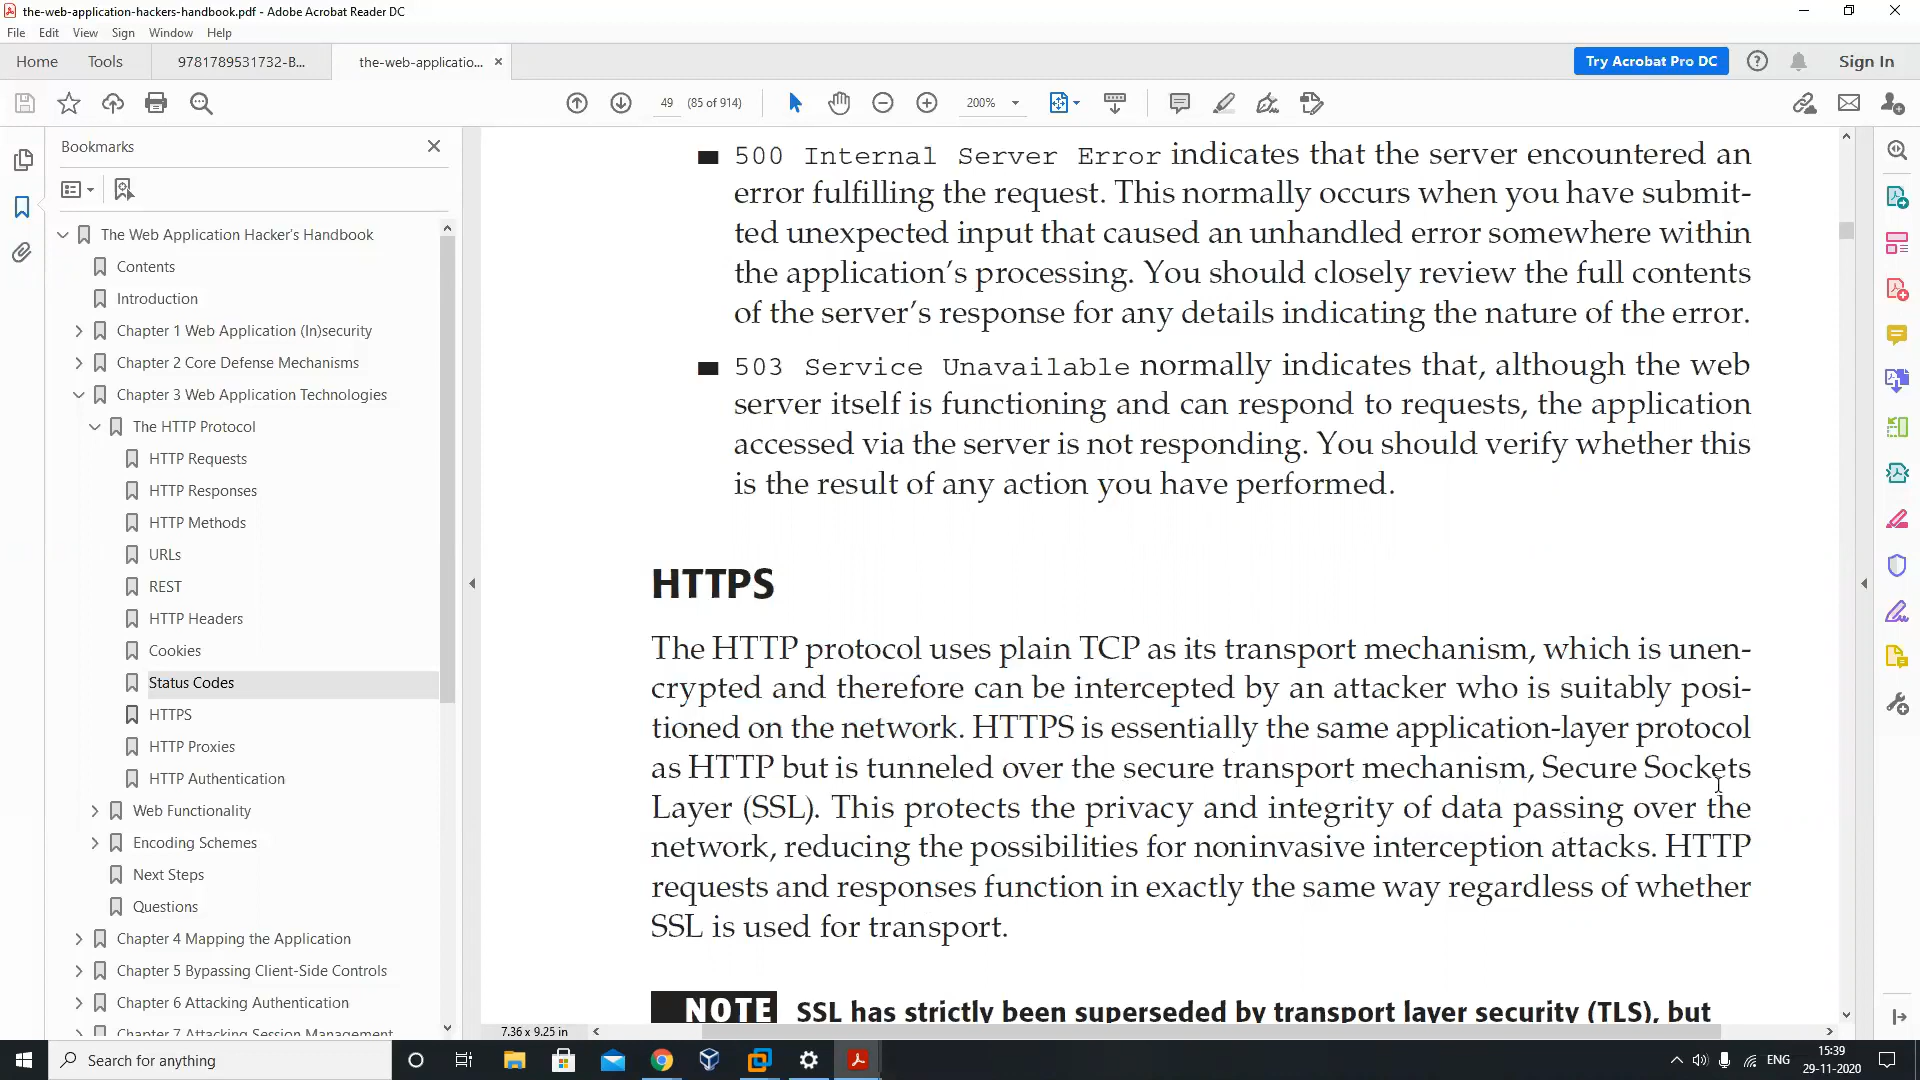 the-web-application-hackers-handbook.pdf - Adobe Acrobat Reader DC
File Edit View Sign Window Help
Home Tools 9781789531732-B... the-web-applicatio... Try Acrobat Pro DC Sign In
49 (85 of 914) 200%
Bookmarks
The Web Application Hacker's Handbook
Contents
Introduction
Chapter 1 Web Application (In)security
Chapter 2 Core Defense Mechanisms
Chapter 3 Web Application Technologies
The HTTP Protocol
HTTP Requests
HTTP Responses
HTTP Methods
URLs
REST
HTTP Headers
Cookies
Status Codes
HTTPS
HTTP Proxies
HTTP Authentication
Web Functionality
Encoding Schemes
Next Steps
Questions
Chapter 4 Mapping the Application
Chapter 5 Bypassing Client-Side Controls
Chapter 6 Attacking Authentication
Chapter 7 Attacking Session Management
500 Internal Server Error indicates that the server encountered an
error fulfilling the request. This normally occurs when you have submit-
ted unexpected input that caused an unhandled error somewhere within
the application's processing. You should closely review the full contents
of the server's response for any details indicating the nature of the error.
503 Service Unavailable normally indicates that, although the web
server itself is functioning and can respond to requests, the application
accessed via the server is not responding. You should verify whether this
is the result of any action you have performed.
HTTPS
The HTTP protocol uses plain TCP as its transport mechanism, which is unen-
crypted and therefore can be intercepted by an attacker who is suitably posi-
tioned on the network. HTTPS is essentially the same application-layer protocol
as HTTP but is tunneled over the secure transport mechanism, Secure Sockets
Layer (SSL). This protects the privacy and integrity of data passing over the
network, reducing the possibilities for noninvasive interception attacks. HTTP
requests and responses function in exactly the same way regardless of whether
SSL is used for transport.
NOTE SSL has strictly been superseded by transport layer security (TLS), but
7.36 x 9.25 in
Search for anything
ENG
15:39
29-11-2020